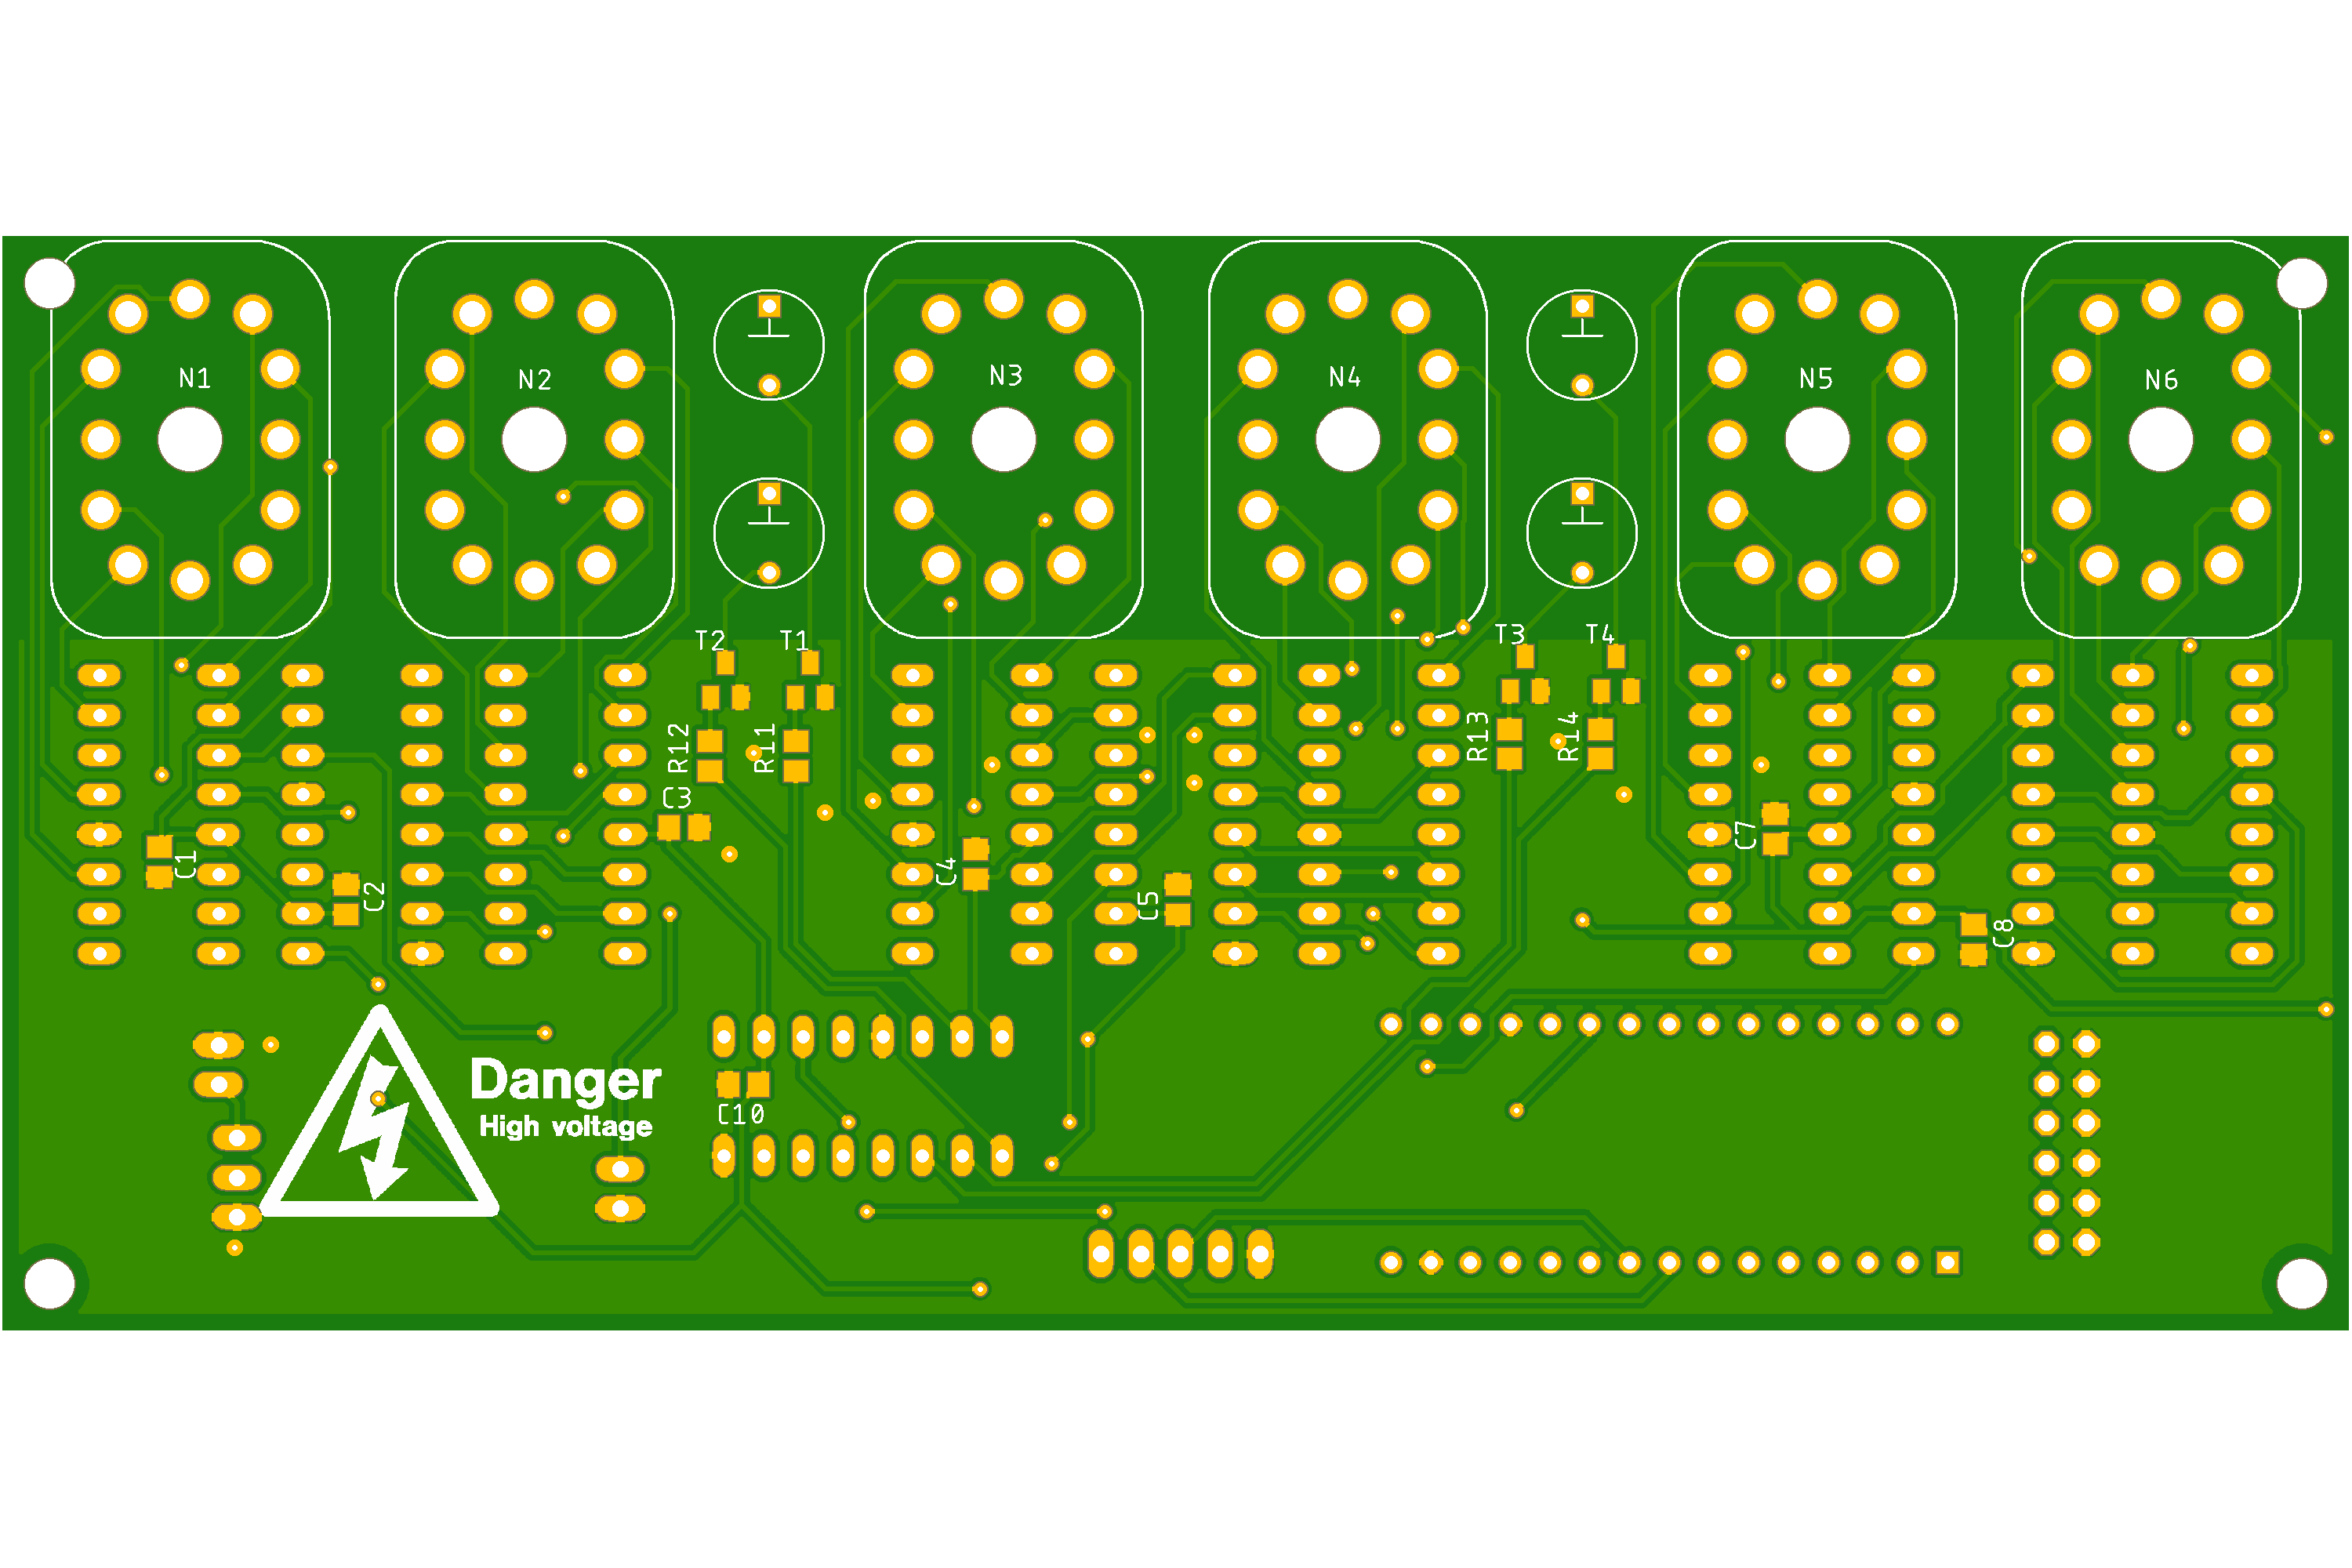 N1
N2
N3
N4
N5
N6
T2
T1
T3
T4
R12
R11
R13
R14
C3
C1
C2
C4
C5
C7
C8
Danger
High voltage
C10